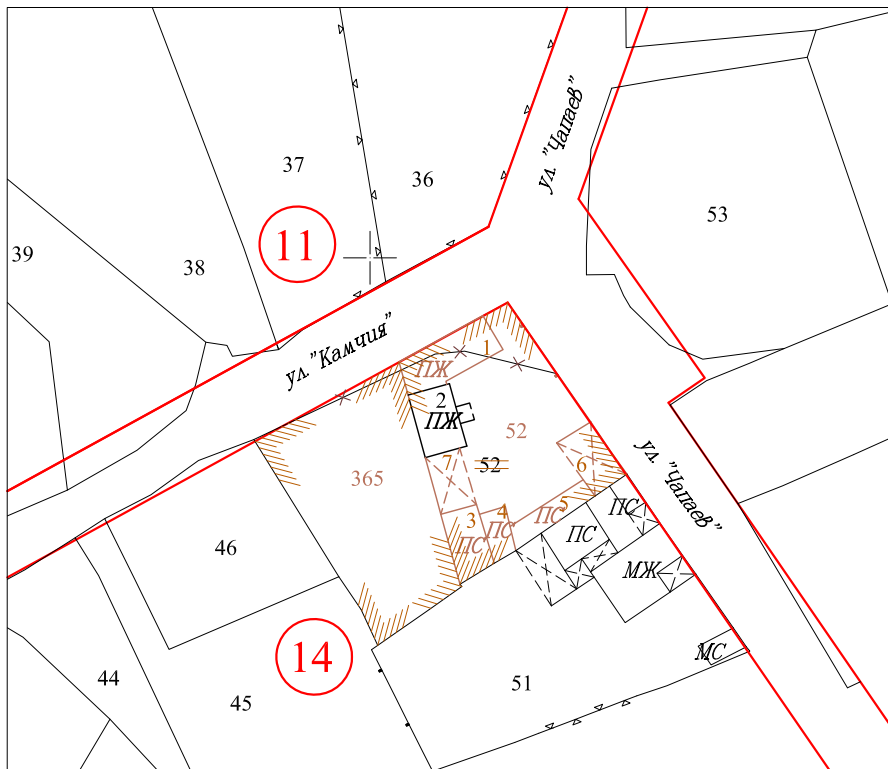 37
36
ул. "Чапаев"
53
11
39
38
ул."Камчия"
1
ПЖ
2
ПЖ
52
ул. "Чапаев"
52
7
6
365
3
4
5
ПС
ПС
ПС
ПС
ПС
46
МЖ
14
МС
44
45
51